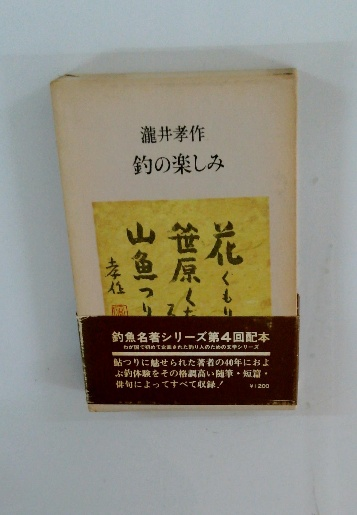 瀧井孝作
釣の楽しみ
花くもり
笹原くだ
山魚つり
孝作
釣魚名著シリーズ第4回配本
わが国で初めて企画された釣り人のための文学シリーズ
鮎つりに魅せられた著者の40年におよ
ぶ釣体験をその格調高い随筆・短篇・
俳句によってすべて収録！
¥1200